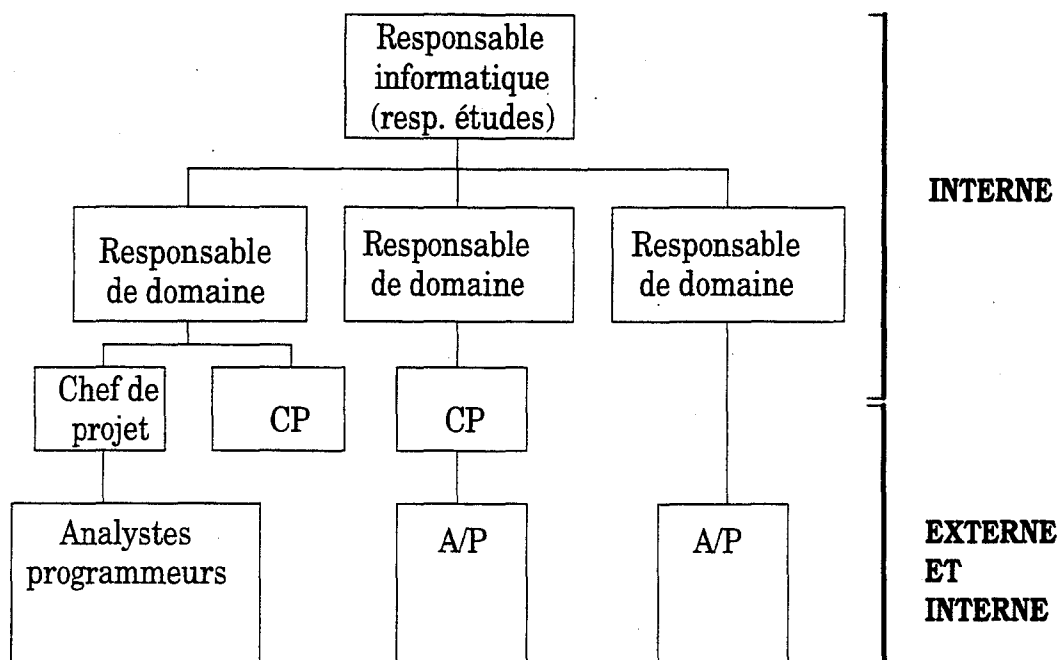 Responsable
informatique
(resp. études)
INTERNE
Responsable
de domaine
Responsable
de domaine
Responsable
de domaine
Chef de
projet
CP
CP
Analystes
programmeurs
A/P
A/P
EXTERNE
ET
INTERNE